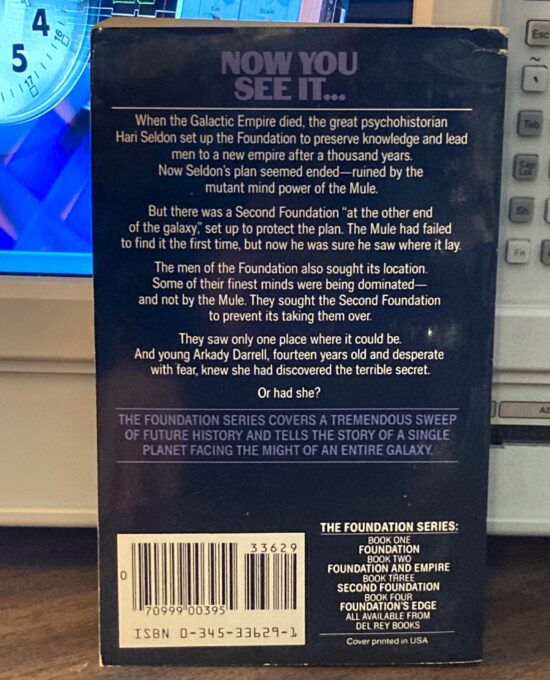 4
5
16
17
NOW YOU
SEE IT...
When the Galactic Empire died, the great psychohistorian
Hari Seldon set up the Foundation to preserve knowledge and lead
men to a new empire after a thousand years.
Now Seldon's plan seemed ended—ruined by the
mutant mind power of the Mule.
But there was a Second Foundation "at the other end
of the galaxy," set up to protect the plan. The Mule had failed
to find it the first time, but now he was sure he saw where it lay.
The men of the Foundation also sought its location.
Some of their finest minds were being dominated—
and not by the Mule. They sought the Second Foundation
to prevent its taking them over.
They saw only one place where it could be.
And young Arkady Darrell, fourteen years old and desperate
with fear, knew she had discovered the terrible secret.
Or had she?
THE FOUNDATION SERIES COVERS A TREMENDOUS SWEEP
OF FUTURE HISTORY AND TELLS THE STORY OF A SINGLE
PLANET FACING THE MIGHT OF AN ENTIRE GALAXY.
33629
0
70999 00395
ISBN 0-345-33629-1
THE FOUNDATION SERIES:
BOOK ONE
FOUNDATION
BOOK TWO
FOUNDATION AND EMPIRE
BOOK THREE
SECOND FOUNDATION
BOOK FOUR
FOUNDATION'S EDGE
ALL AVAILABLE FROM
DEL REY BOOKS
Cover printed in USA
Esc
~
Tab
Cap
Sh
Fn